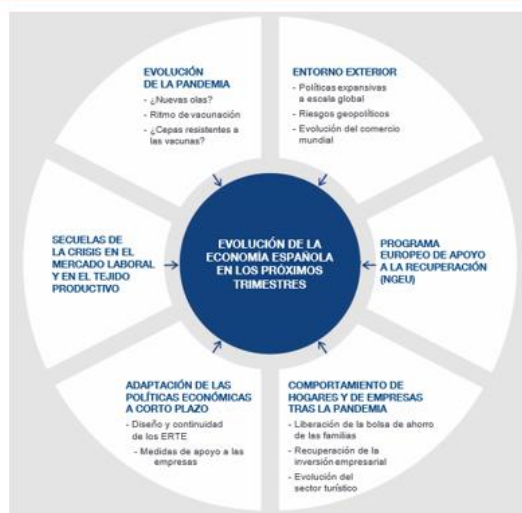 EVOLUCIÓN
DE LA PANDEMIA
- ¿Nuevas olas?
- Ritmo de vacunación
- ¿Cepas resistentes a
las vacunas?
ENTORNO EXTERIOR
- Políticas expansivas
a escala global
- Riesgos geopolíticos
- Evolución del comercio
mundial
SECUELAS DE
LA CRISIS EN EL
MERCADO LABORAL
Y EN EL TEJIDO
PRODUCTIVO
EVOLUCIÓN DE LA
ECONOMÍA ESPAÑOLA
EN LOS PRÓXIMOS
TRIMESTRES
PROGRAMA
EUROPEO DE APOYO
A LA RECUPERACIÓN
(NGEU)
ADAPTACIÓN DE LAS
POLÍTICAS ECONÓMICAS
A CORTO PLAZO
- Diseño y continuidad
de los ERTE
- Medidas de apoyo a las
empresas
COMPORTAMIENTO DE
HOGARES Y DE EMPRESAS
TRAS LA PANDEMIA
- Liberación de la bolsa de ahorro
de las familias
- Recuperación de la
inversión empresarial
- Evolución del
sector turístico